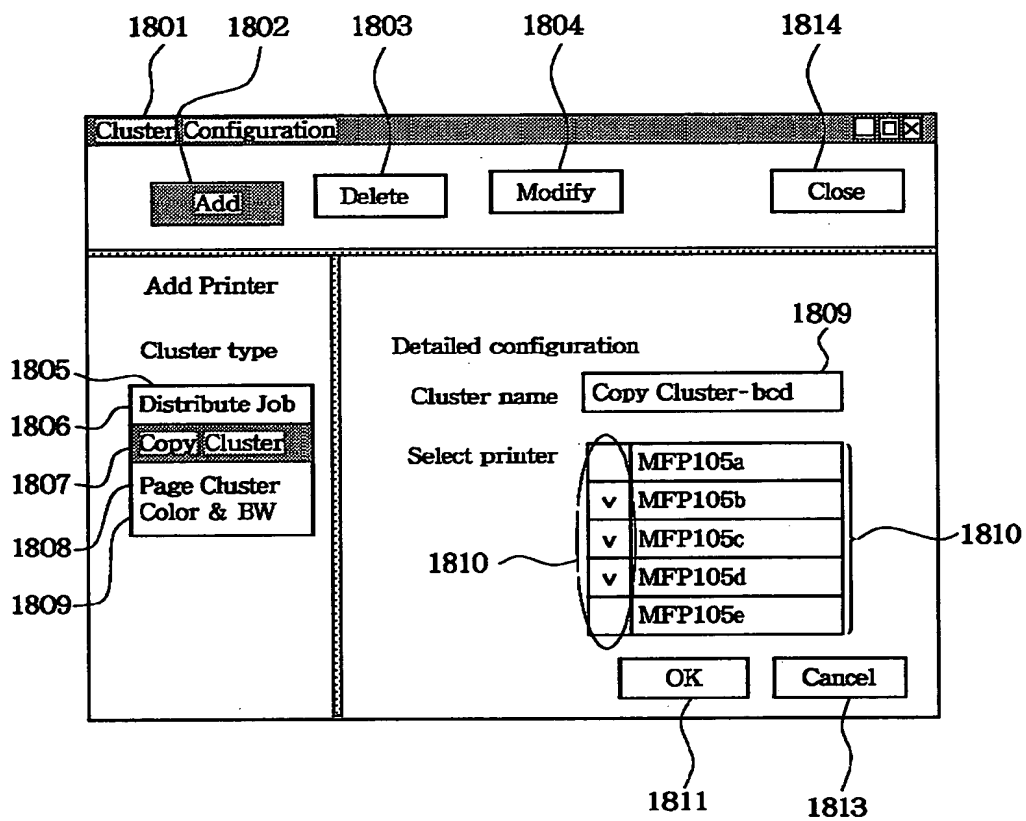 1801 1802 1803 1804 1814
Cluster Configuration
Add Delete Modify Close
Add Printer
Cluster type
1805
1806
1807
1808
1809
Distribute Job
Copy Cluster
Page Cluster
Color & BW
Detailed configuration
1809
Cluster name Copy Cluster-bcd
Select printer
MFP105a
v MFP105b
v MFP105c
v MFP105d
MFP105e
1810
1810
OK Cancel
1811 1813